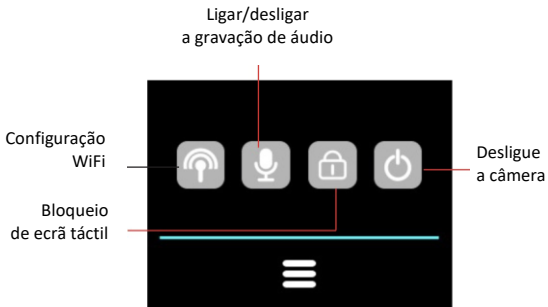 Ligar/desligar
a gravação de áudio
Configuração
WiFi
Desligue
a câmera
Bloqueio
de ecrã táctil